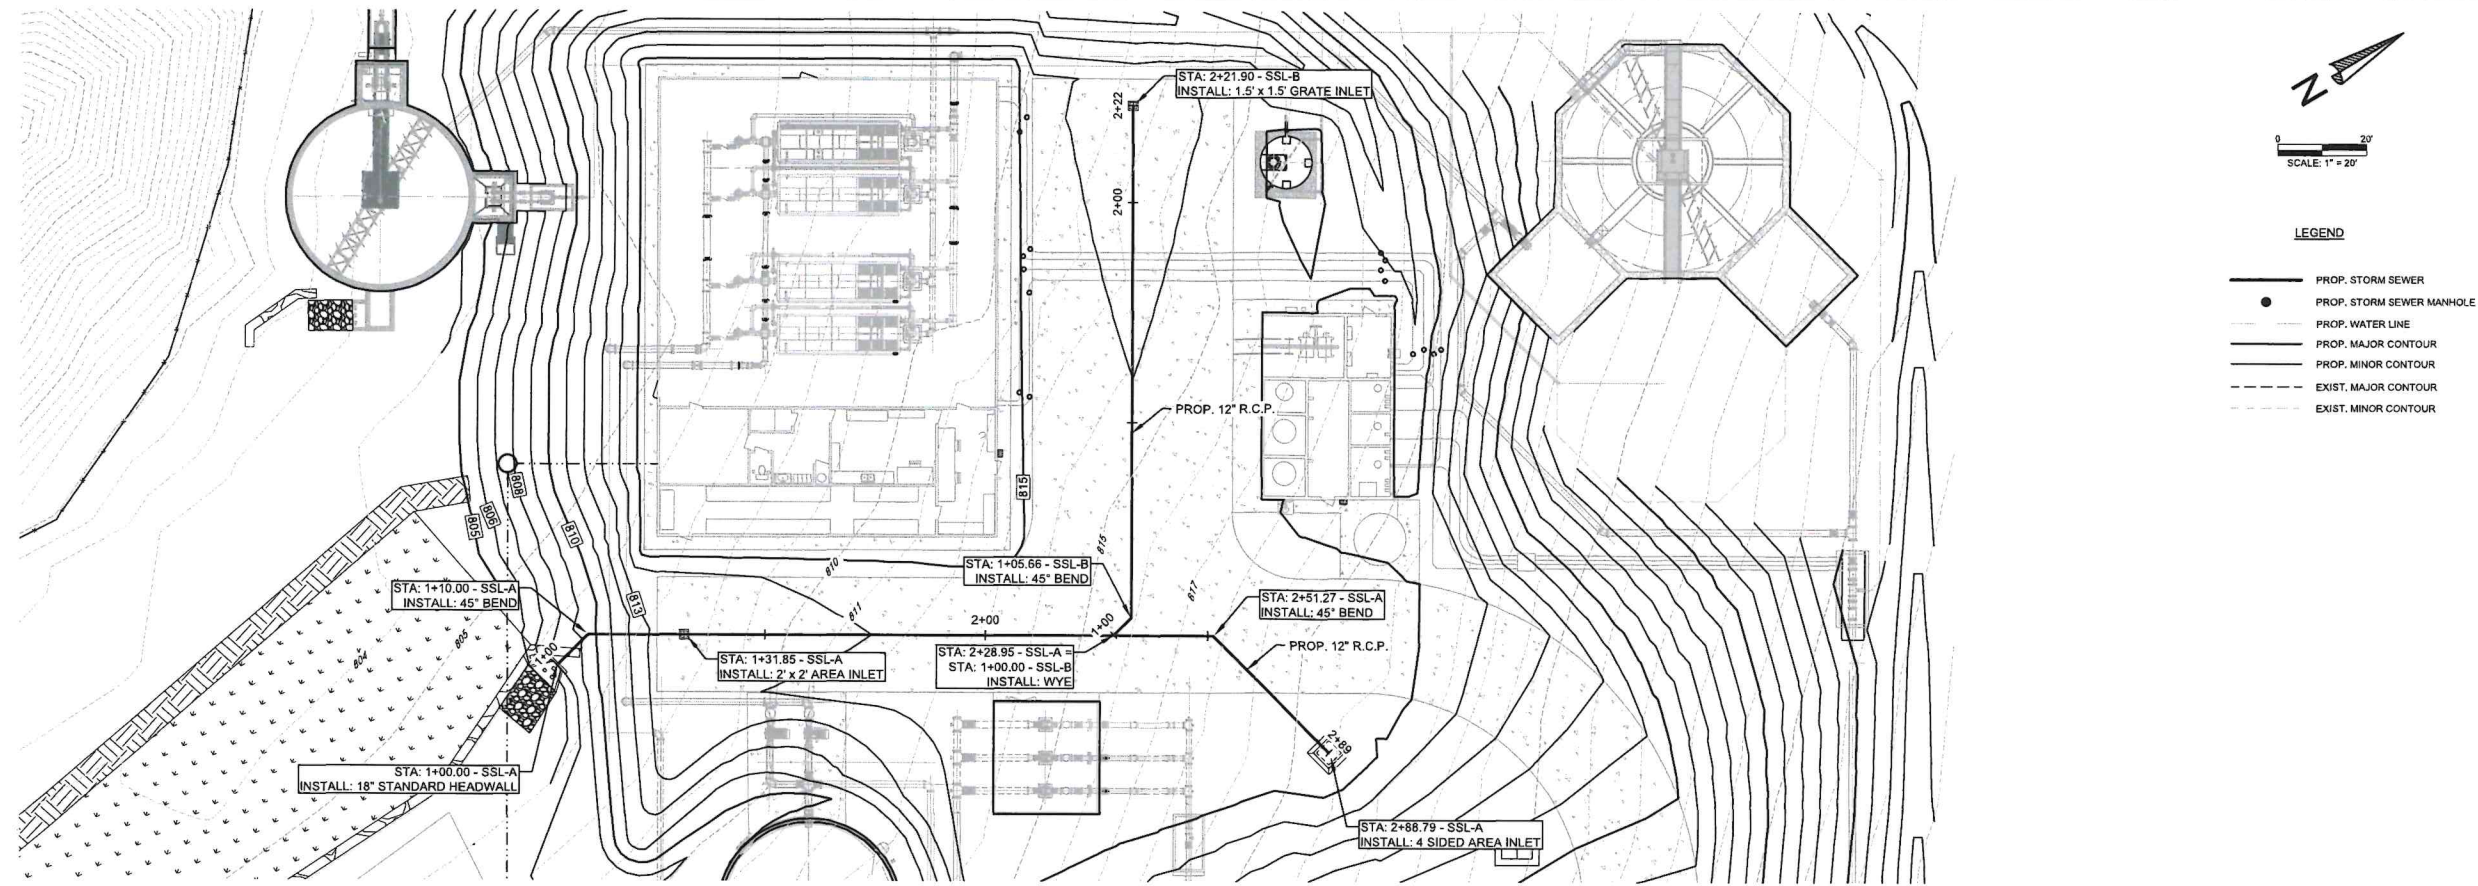 STA: 2+21.90 - SSL-B
INSTALL: 1.5' x 1.5' GRATE INLET
2+22
2+00
N
0 20'
SCALE: 1" = 20'
LEGEND
PROP. STORM SEWER
PROP. STORM SEWER MANHOLE
PROP. WATER LINE
PROP. MAJOR CONTOUR
PROP. MINOR CONTOUR
EXIST. MAJOR CONTOUR
EXIST. MINOR CONTOUR
PROP. 12" R.C.P.
808
806
805
810
815
815
810
811
813
817
805
804
STA: 1+05.66 - SSL-B
INSTALL: 45° BEND
STA: 1+10.00 - SSL-A
INSTALL: 45° BEND
STA: 2+51.27 - SSL-A
INSTALL: 45° BEND
2+00
1+00
1+00
STA: 2+28.95 - SSL-A =
STA: 1+00.00 - SSL-B
INSTALL: WYE
STA: 1+31.85 - SSL-A
INSTALL: 2' x 2' AREA INLET
PROP. 12" R.C.P.
2+89
STA: 1+00.00 - SSL-A
INSTALL: 18" STANDARD HEADWALL
STA: 2+88.79 - SSL-A
INSTALL: 4 SIDED AREA INLET